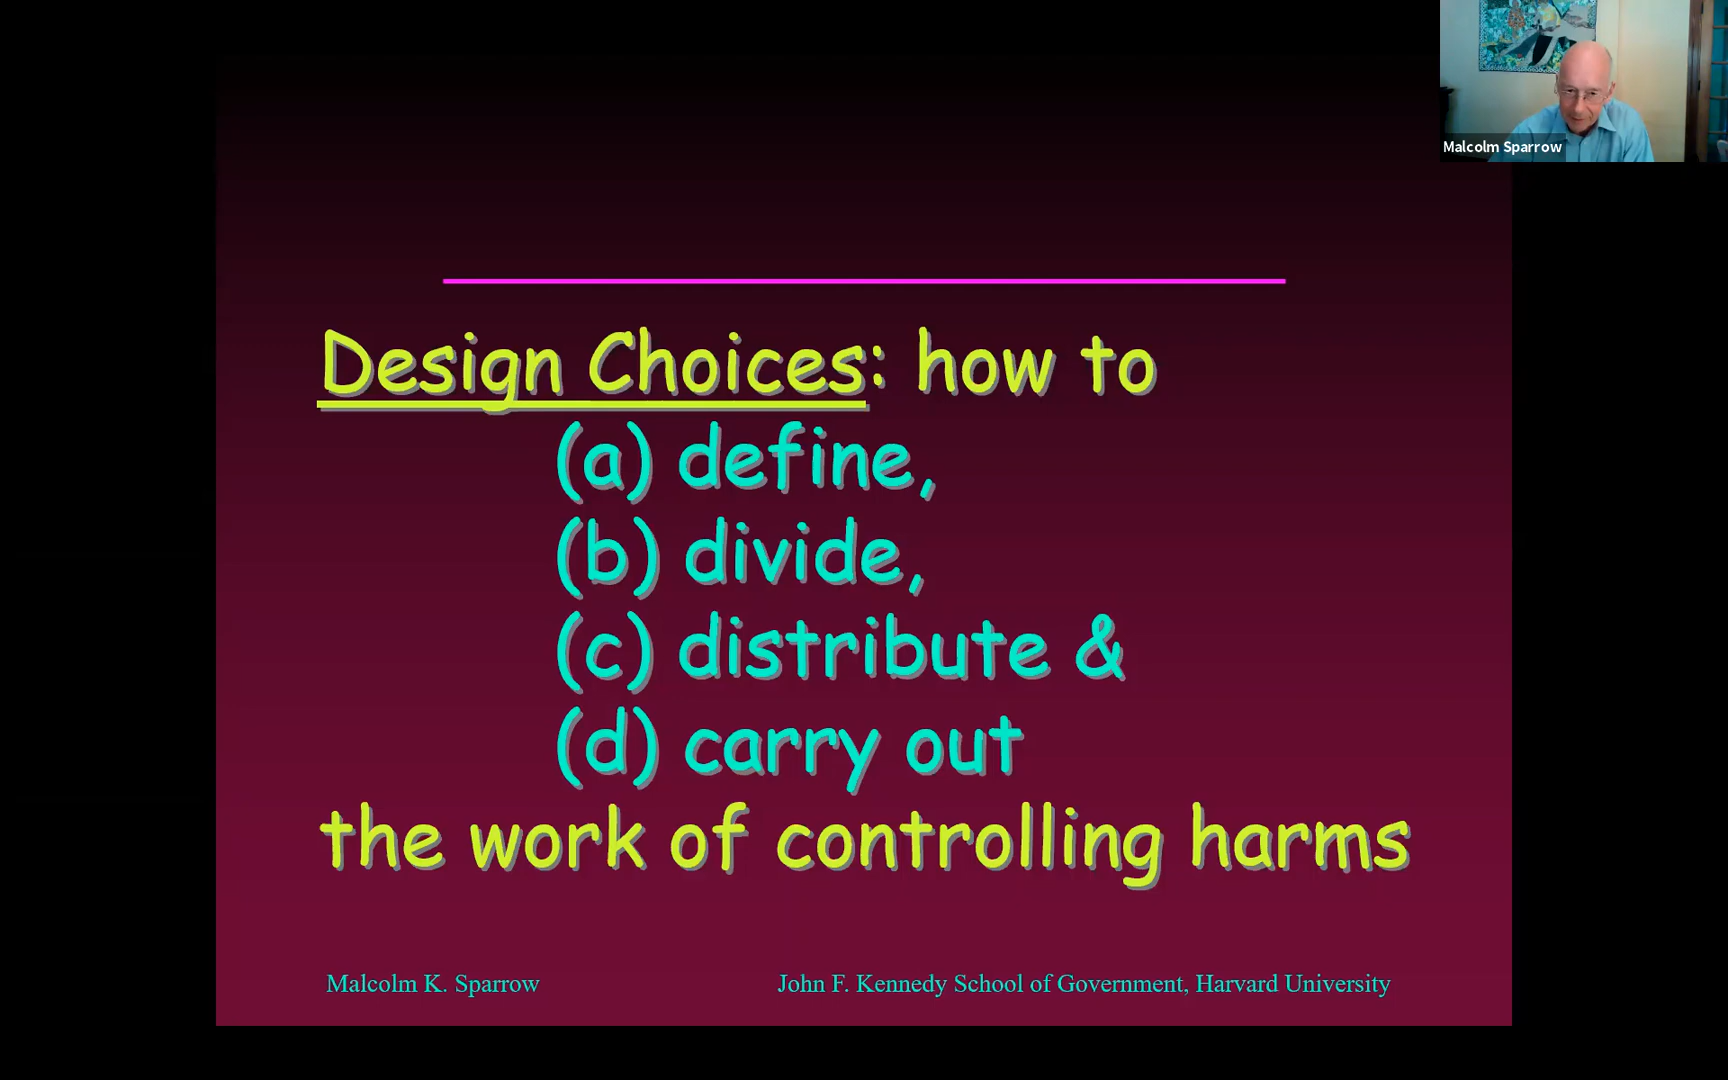 Malcolm Sparrow
Design Choices: how to
(a) define,
(b) divide,
(c) distribute &
(d) carry out
the work of controlling harms
Malcolm K. Sparrow
John F. Kennedy School of Government, Harvard University